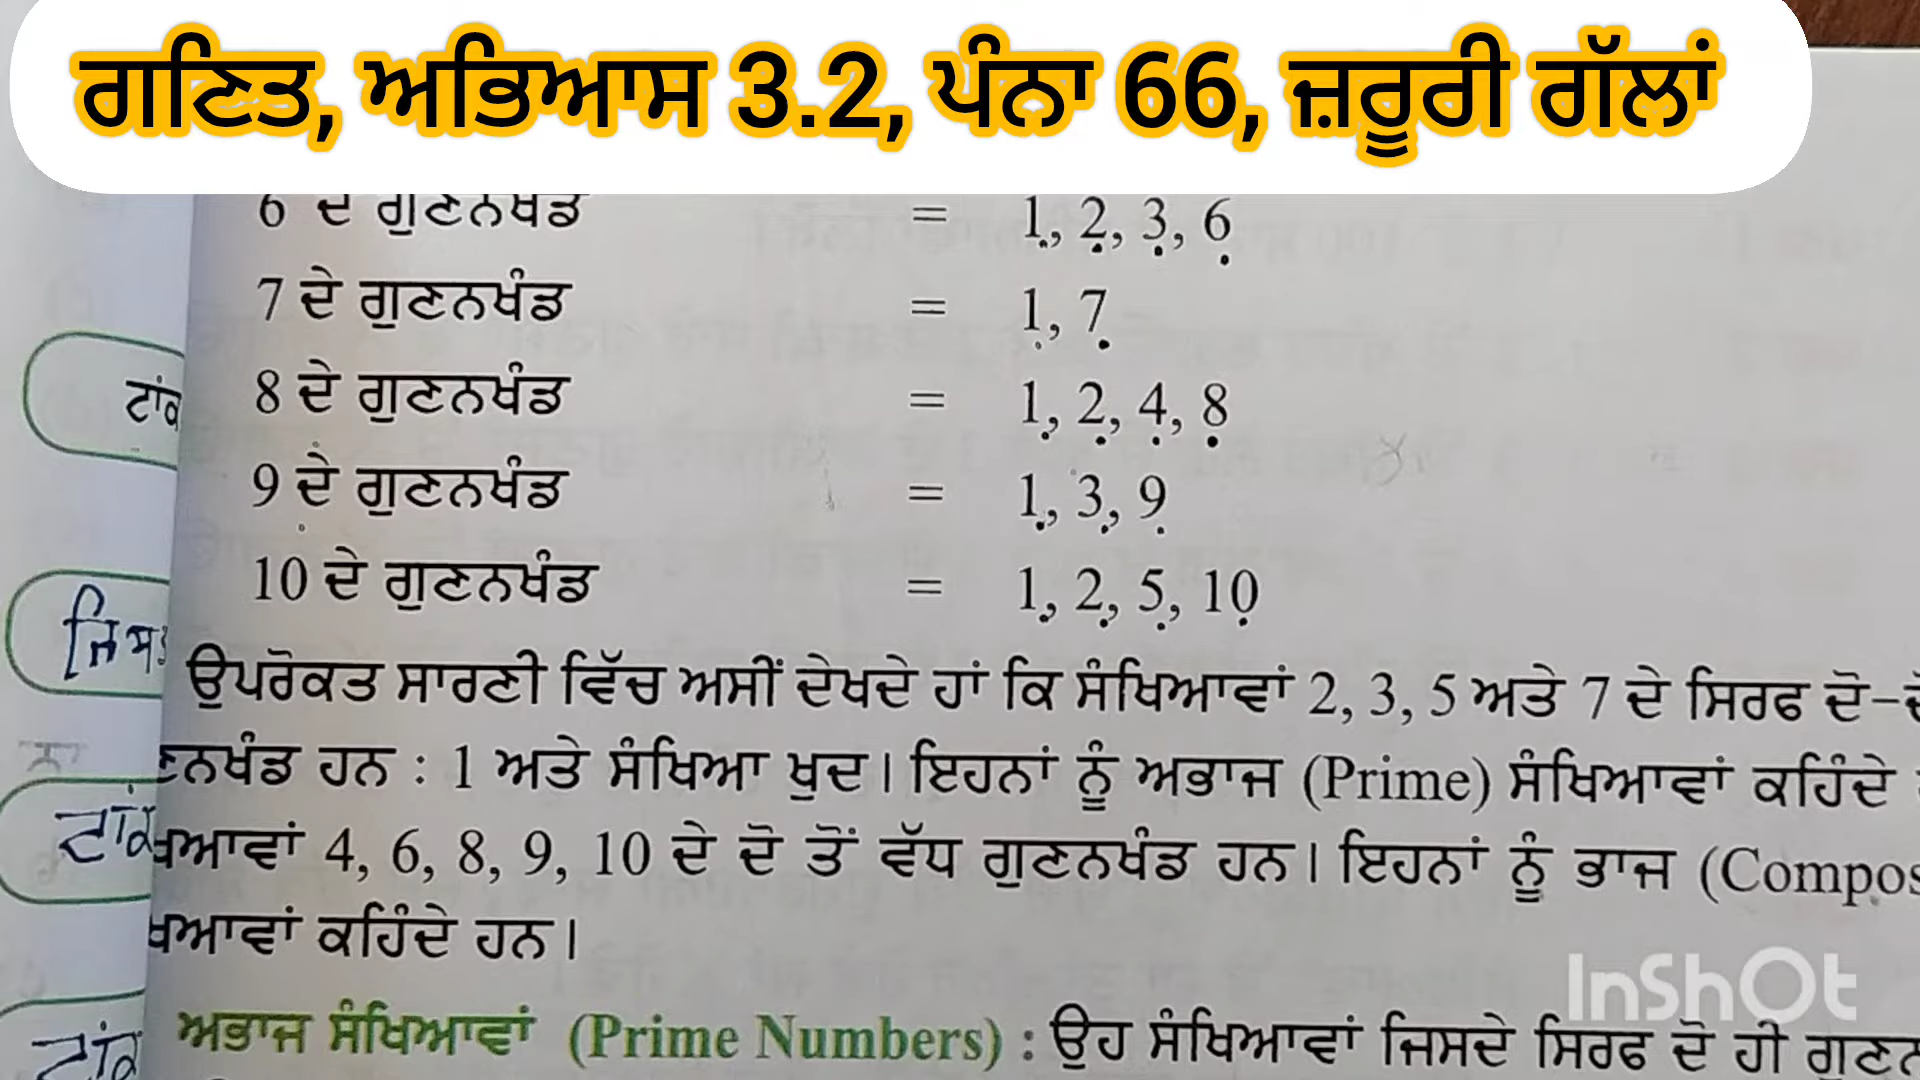 ਗਣਿਤ, ਅਭਿਆਸ 3.2, ਪੰਨਾ 66, ਜ਼ਰੂਰੀ ਗੱਲਾਂ
6 ਦੇ ਗੁਣਨਖੰਡ = 1, 2, 3, 6
7 ਦੇ ਗੁਣਨਖੰਡ = 1, 7
8 ਦੇ ਗੁਣਨਖੰਡ = 1, 2, 4, 8
9 ਦੇ ਗੁਣਨਖੰਡ = 1, 3, 9
10 ਦੇ ਗੁਣਨਖੰਡ = 1, 2, 5, 10
ਉਪਰੋਕਤ ਸਾਰਣੀ ਵਿੱਚ ਅਸੀਂ ਦੇਖਦੇ ਹਾਂ ਕਿ ਸੰਖਿਆਵਾਂ 2, 3, 5 ਅਤੇ 7 ਦੇ ਸਿਰਫ ਦੋ-
ਣਨਖੰਡ ਹਨ : 1 ਅਤੇ ਸੰਖਿਆ ਖੁਦ। ਇਹਨਾਂ ਨੂੰ ਅਭਾਜ (Prime) ਸੰਖਿਆਵਾਂ ਕਹਿੰਦੇ
ਖਿਆਵਾਂ 4, 6, 8, 9, 10 ਦੇ ਦੋ ਤੋਂ ਵੱਧ ਗੁਣਨਖੰਡ ਹਨ। ਇਹਨਾਂ ਨੂੰ ਭਾਜ (Compos
ਖਿਆਵਾਂ ਕਹਿੰਦੇ ਹਨ।
ਅਭਾਜ ਸੰਖਿਆਵਾਂ (Prime Numbers) : ਉਹ ਸੰਖਿਆਵਾਂ ਜਿਸਦੇ ਸਿਰਫ ਦੋ ਹੀ ਗੁਣਨ
InShOt